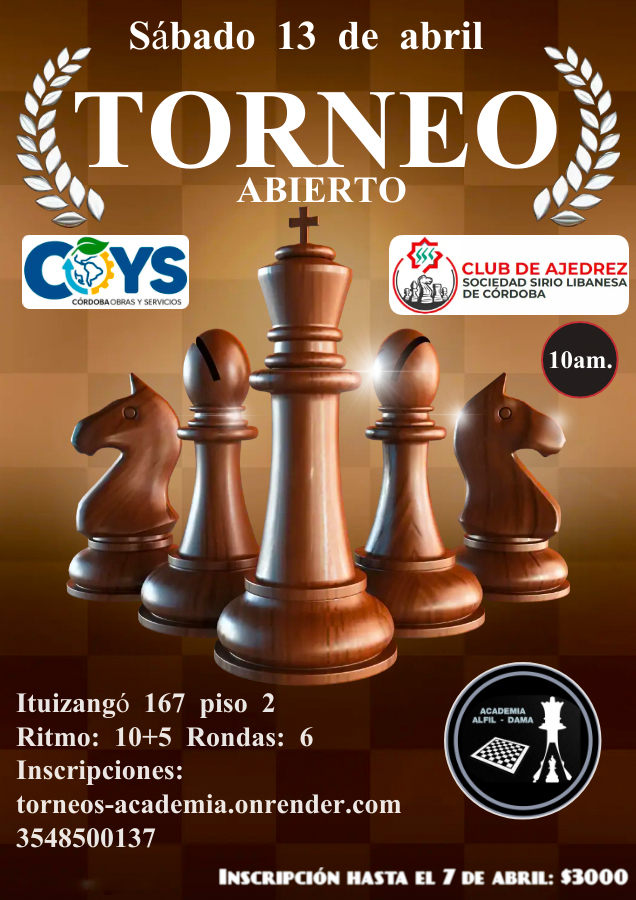 Sábado 13 de abril
TORNEO
ABIERTO
COYS
CÓRDOBA OBRAS Y SERVICIOS
CLUB DE AJEDREZ
SOCIEDAD SIRIO LIBANESA
DE CÓRDOBA
10am.
Ituizangó 167 piso 2
Ritmo: 10+5 Rondas: 6
Inscripciones:
torneos-academia.onrender.com
3548500137
ACADEMIA
ALFIL - DAMA
INSCRIPCIÓN HASTA EL 7 DE ABRIL: $3000